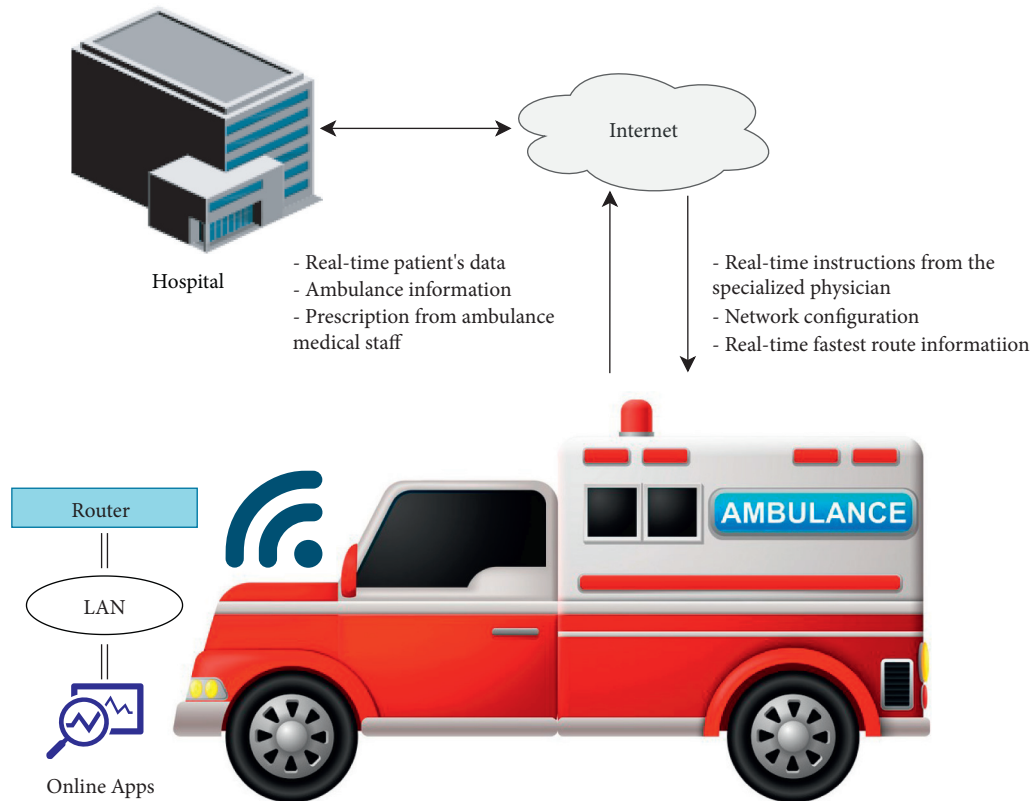 Internet
Hospital
- Real-time patient's data
- Ambulance information
- Prescription from ambulance
medical staff
- Real-time instructions from the
specialized physician
- Network configuration
- Real-time fastest route informatiion
Router
LAN
Online Apps
AMBULANCE